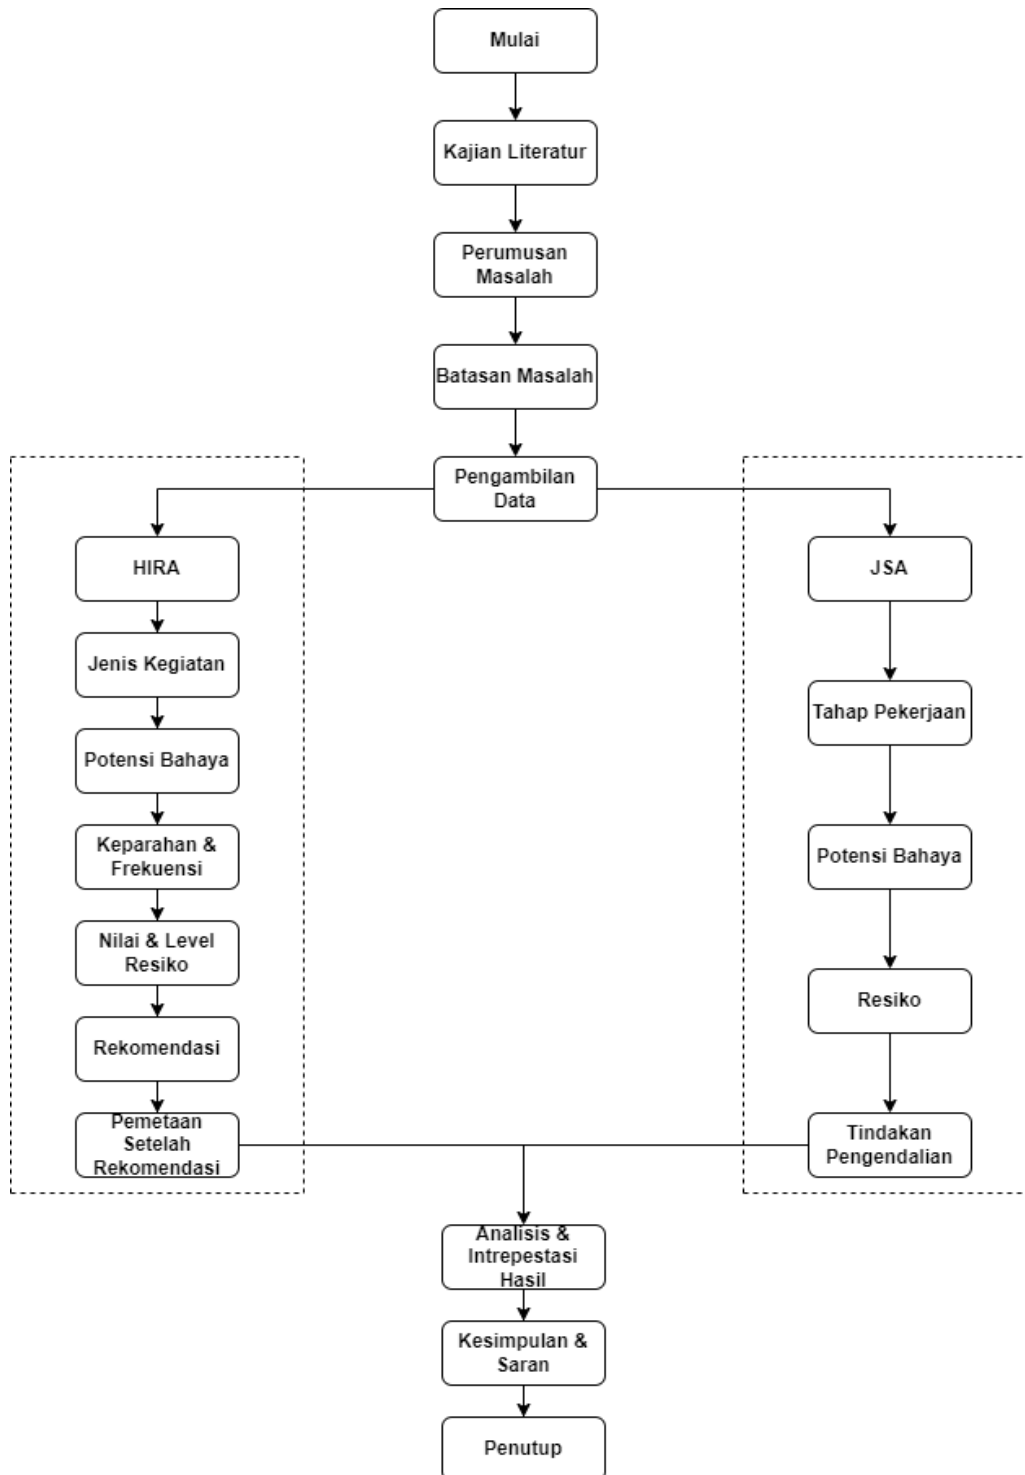 Mulai
Kajian Literatur
Perumusan
Masalah
Batasan Masalah
Pengambilan
Data
HIRA
Jenis Kegiatan
Potensi Bahaya
Keparahan &
Frekuensi
Nilai & Level
Resiko
Rekomendasi
Pemetaan
Setelah
Rekomendasi
JSA
Tahap Pekerjaan
Potensi Bahaya
Resiko
Tindakan
Pengendalian
Analisis &
Intrepestasi
Hasil
Kesimpulan &
Saran
Penutup